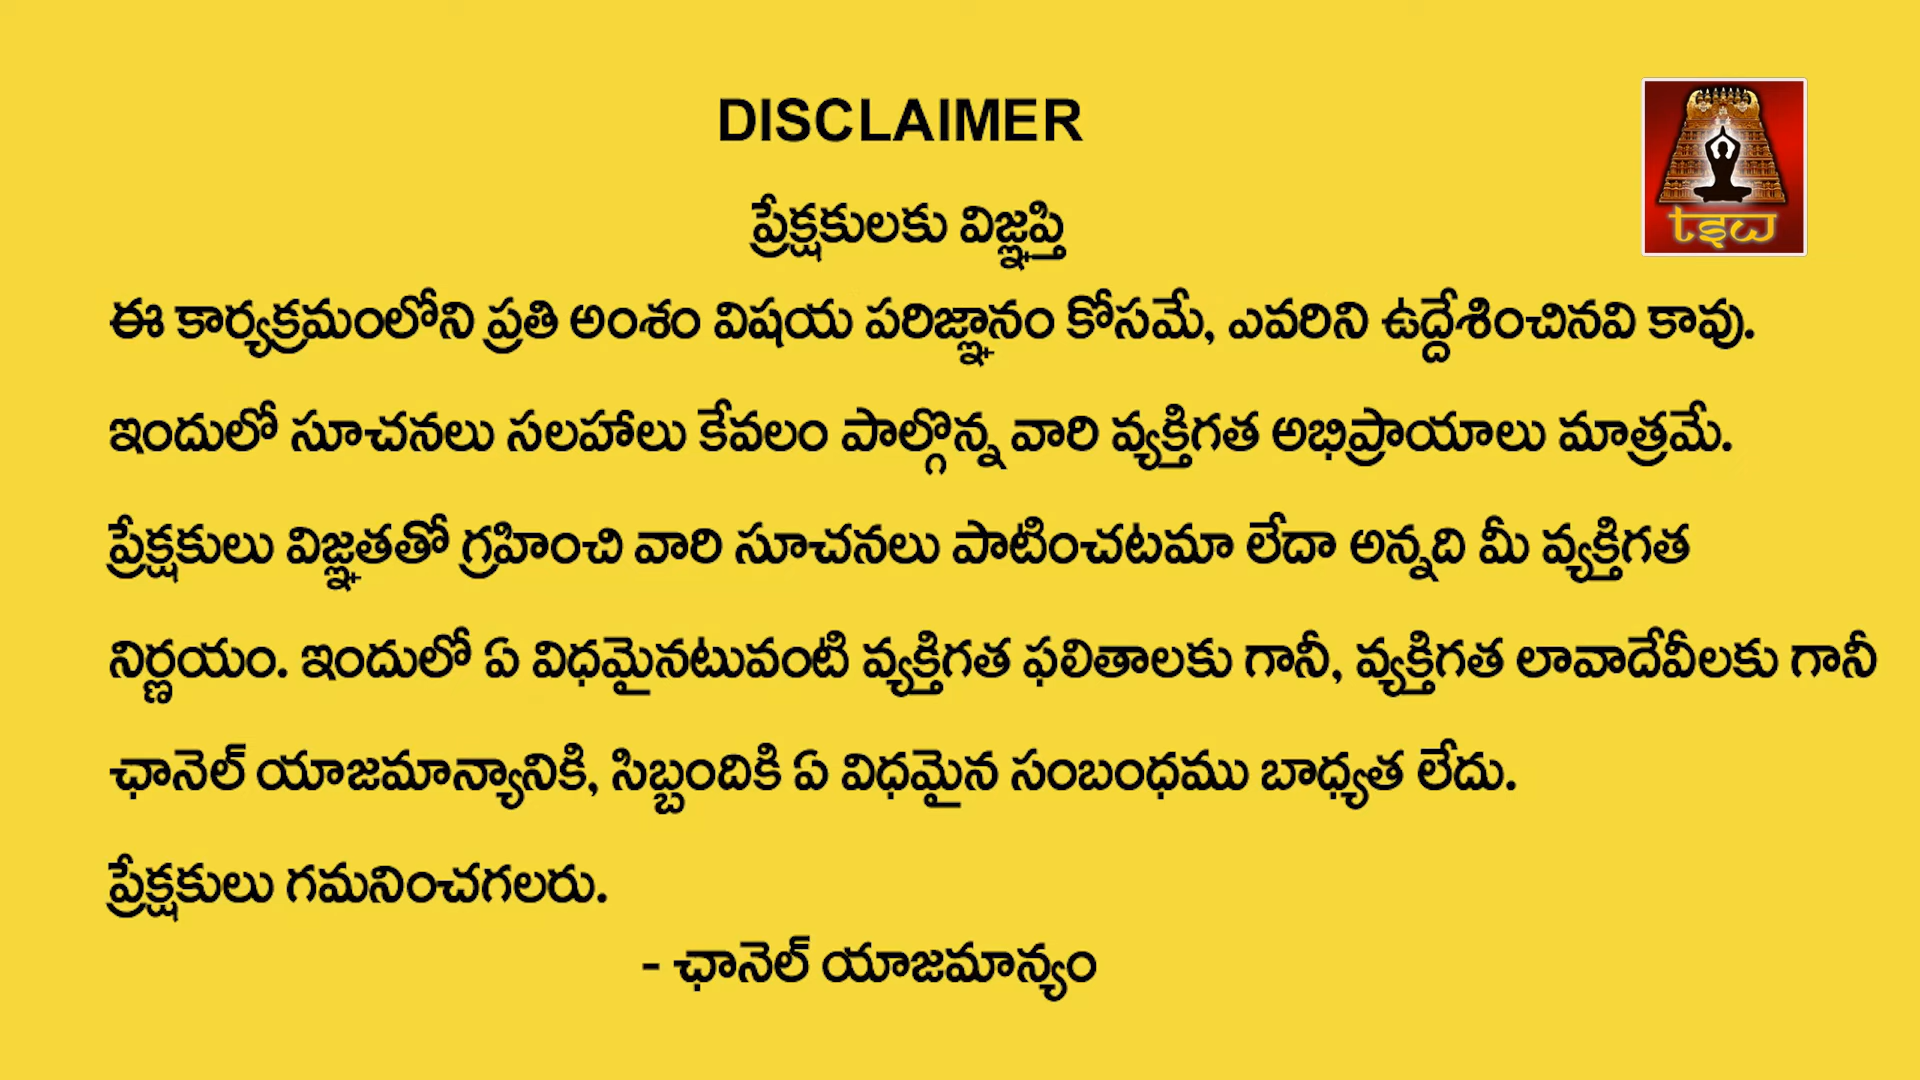 DISCLAIMER
ప్రేక్షకులకు విజ్ఞప్తి
ఈ కార్యక్రమంలోని ప్రతి అంశం విషయ పరిజ్ఞానం కోసమే, ఎవరిని ఉద్దేశించినవి కావు.
ఇందులో సూచనలు సలహాలు కేవలం పాల్గొన్న వారి వ్యక్తిగత అభిప్రాయాలు మాత్రమే.
ప్రేక్షకులు విజ్ఞతతో గ్రహించి వారి సూచనలు పాటించటమా లేదా అన్నది మీ వ్యక్తిగత
నిర్ణయం. ఇందులో ఏ విధమైనటువంటి వ్యక్తిగత ఫలితాలకు గానీ, వ్యక్తిగత లావాదేవీలకు గానీ
ఛానెల్ యాజమాన్యానికి, సిబ్బందికి ఏ విధమైన సంబంధము బాధ్యత లేదు.
ప్రేక్షకులు గమనించగలరు.
- ఛానెల్ యాజమాన్యం
tsw